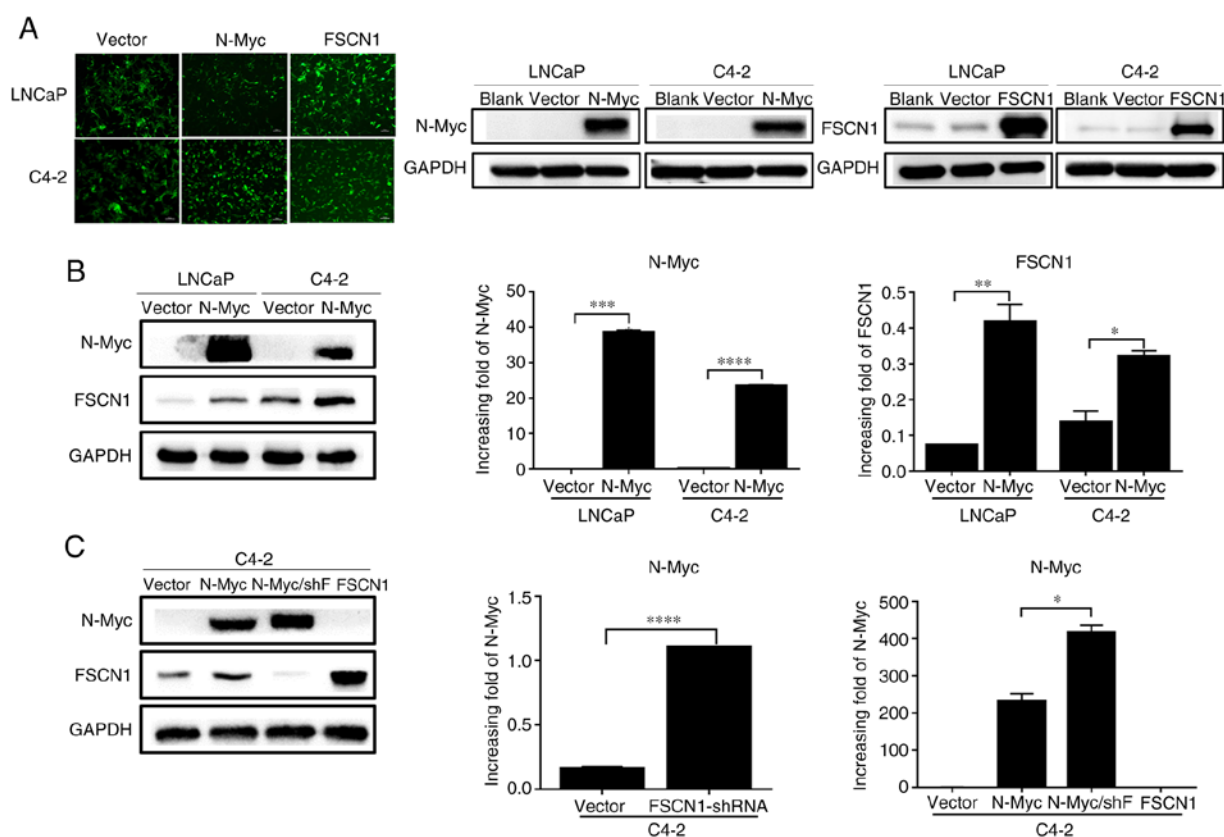 A
Vector N-Myc FSCN1
LNCaP
C4-2
LNCaP C4-2
Blank Vector N-Myc Blank Vector N-Myc
N-Myc
GAPDH
LNCaP C4-2
Blank Vector FSCN1 Blank Vector FSCN1
FSCN1
GAPDH
B
LNCaP C4-2
Vector N-Myc Vector N-Myc
N-Myc
FSCN1
GAPDH
N-Myc
Increasing fold of N-Myc
50
40
30
20
10
0
***
****
Vector N-Myc Vector N-Myc
LNCaP C4-2
FSCN1
Increasing fold of FSCN1
0.5
0.4
0.3
0.2
0.1
0.0
**
*
Vector N-Myc Vector N-Myc
LNCaP C4-2
C
C4-2
Vector N-Myc N-Myc/shF FSCN1
N-Myc
FSCN1
GAPDH
N-Myc
Increasing fold of N-Myc
1.5
1.0
0.5
0.0
****
Vector FSCN1-shRNA
C4-2
N-Myc
Increasing fold of N-Myc
500
400
300
200
100
0
*
Vector N-Myc N-Myc/shF FSCN1
C4-2